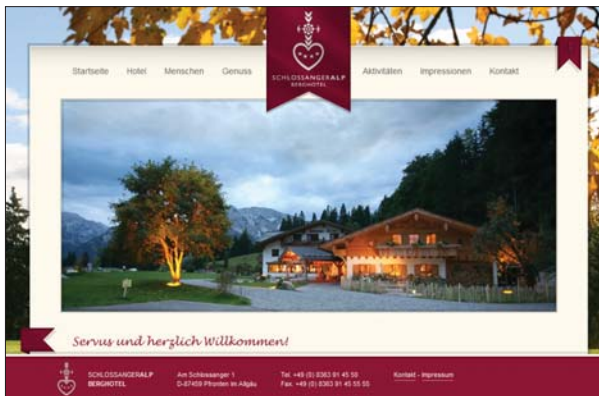 Startseite Hotel Menschen Genuss
SCHLOSSANGERALP
BERGHOTEL
Aktivitäten Impressionen Kontakt
Servus und herzlich Willkommen!
SCHLOSSANGERALP
BERGHOTEL
Am Schlossanger 1
D-87459 Pfronten im Allgäu
Tel. +49 (0) 8363 91 45 50
Fax. +49 (0) 8363 91 45 55 55
Kontakt - Impressum